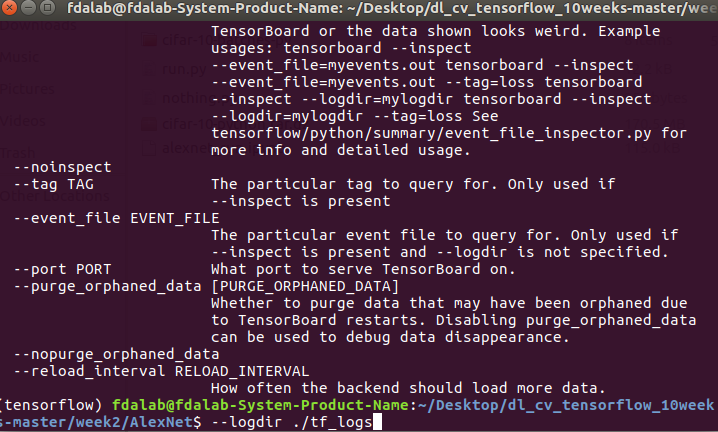 fdalab@fdalab-System-Product-Name: ~/Desktop/dl_cv_tensorflow_10weeks-master/wee
TensorBoard or the data shown looks weird. Example
usages: tensorboard --inspect
--event_file=myevents.out tensorboard --inspect
--event_file=myevents.out --tag=loss tensorboard
--inspect --logdir=mylogdir tensorboard --inspect
--logdir=mylogdir --tag=loss See
tensorflow/python/summary/event_file_inspector.py for
more info and detailed usage.
--noinspect
--tag TAG The particular tag to query for. Only used if
--inspect is present
--event_file EVENT_FILE
The particular event file to query for. Only used if
--inspect is present and --logdir is not specified.
--port PORT What port to serve TensorBoard on.
--purge_orphaned_data [PURGE_ORPHANED_DATA]
Whether to purge data that may have been orphaned due
to TensorBoard restarts. Disabling purge_orphaned_data
can be used to debug data disappearance.
--nopurge_orphaned_data
--reload_interval RELOAD_INTERVAL
How often the backend should load more data.
(tensorflow) fdalab@fdalab-System-Product-Name:~/Desktop/dl_cv_tensorflow_10week
s-master/week2/AlexNet$ --logdir ./tf_logs